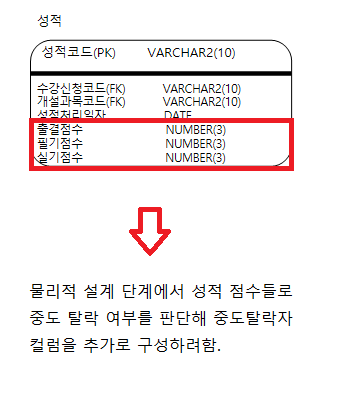 성적
성적코드(PK) VARCHAR2(10)
수강신청코드(FK) VARCHAR2(10)
개설과목코드(FK) VARCHAR2(10)
성적처리일자 DATE
출결점수 NUMBER(3)
필기점수 NUMBER(3)
실기점수 NUMBER(3)
물리적 설계 단계에서 성적 점수들로
중도 탈락 여부를 판단해 중도탈락자
컬럼을 추가로 구성하려함.